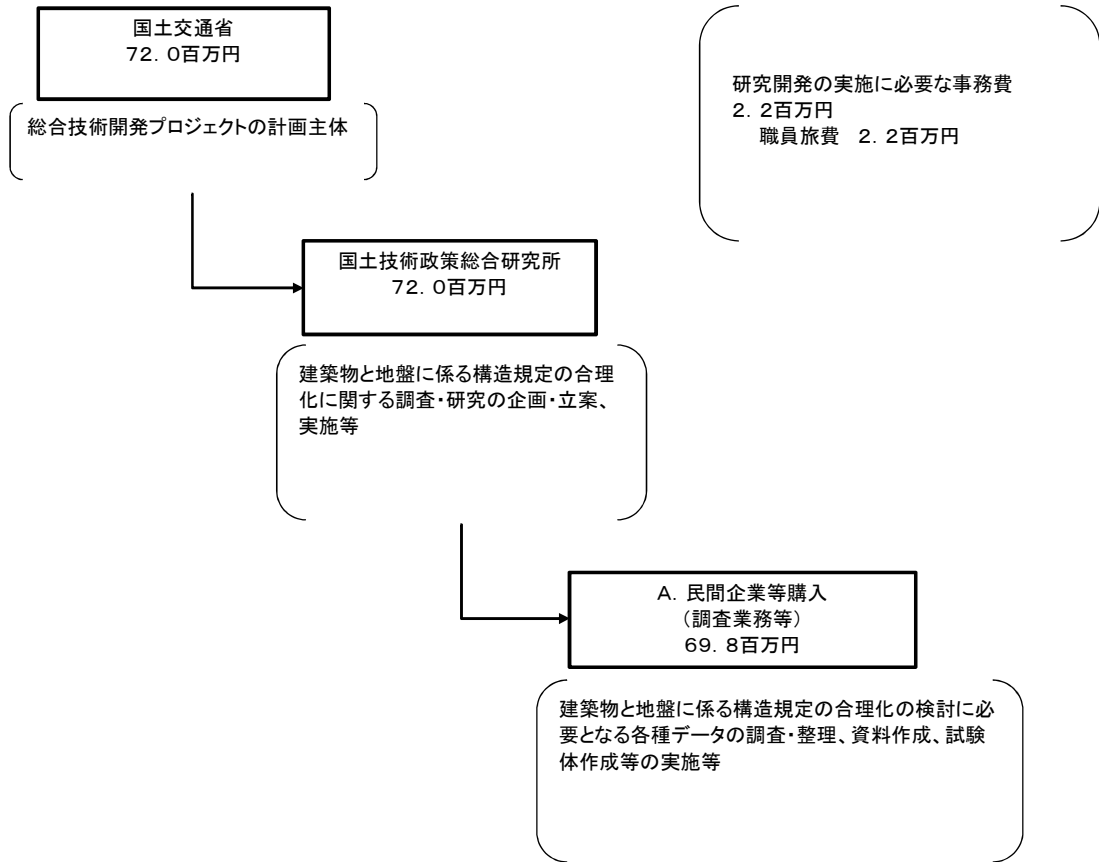 国土交通省
72．0百万円
総合技術開発プロジェクトの計画主体
研究開発の実施に必要な事務費
2．2百万円
職員旅費　2．2百万円
国土技術政策総合研究所
72．0百万円
建築物と地盤に係る構造規定の合理
化に関する調査・研究の企画・立案、
実施等
A．民間企業等購入
（調査業務等）
69．8百万円
建築物と地盤に係る構造規定の合理化の検討に必
要となる各種データの調査・整理、資料作成、試験
体作成等の実施等